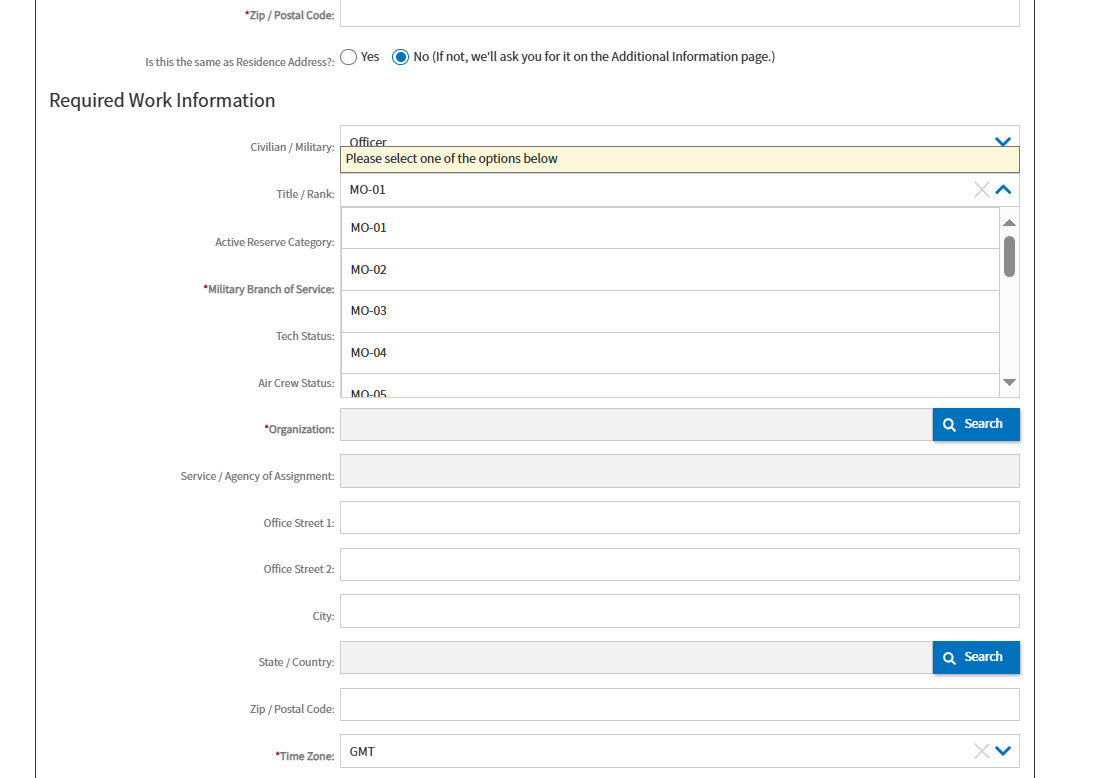 *Zip / Postal Code:
Is this the same as Residence Address?: Yes No (If not, we'll ask you for it on the Additional Information page.)
Required Work Information
Civilian / Military: Officer
Please select one of the options below
Title / Rank: MO-01
MO-01
Active Reserve Category:
MO-02
*Military Branch of Service:
MO-03
Tech Status:
MO-04
Air Crew Status:
MO-05
*Organization: Search
Service / Agency of Assignment:
Office Street 1:
Office Street 2:
City:
State / Country: Search
Zip / Postal Code:
*Time Zone: GMT